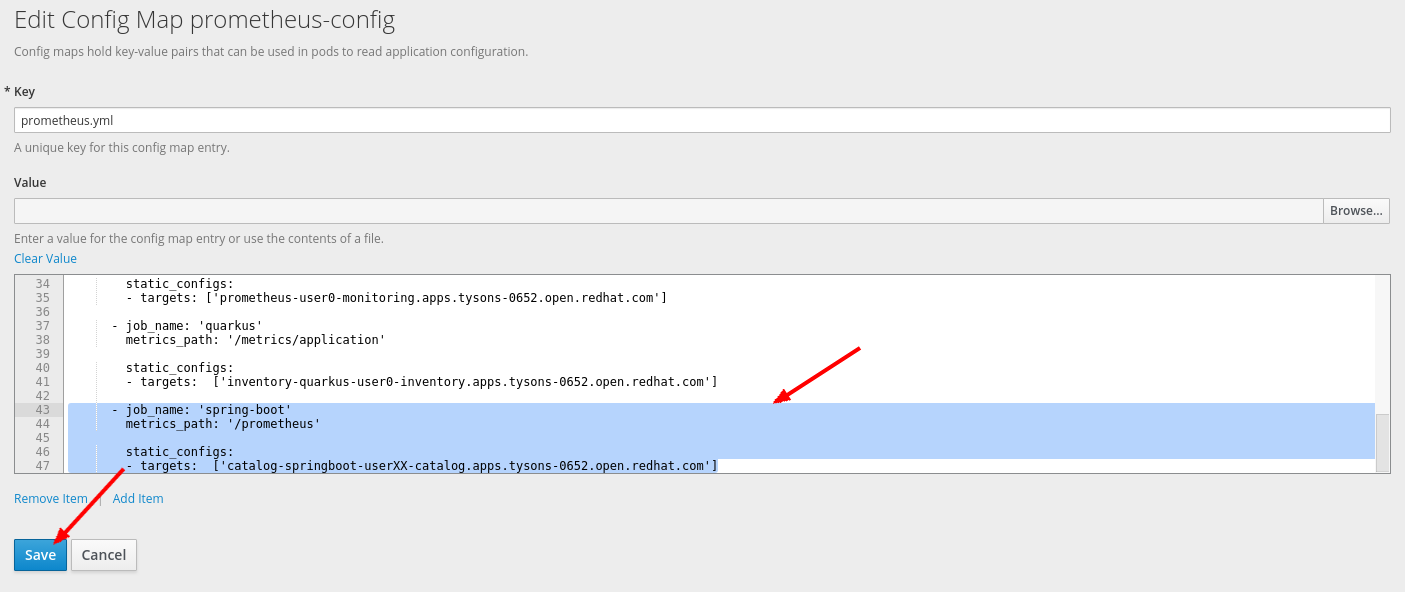 Edit Config Map prometheus-config
Config maps hold key-value pairs that can be used in pods to read application configuration.
* Key
prometheus.yml
A unique key for this config map entry.
Value
Browse...
Enter a value for the config map entry or use the contents of a file.
Clear Value
34 static_configs:
35 - targets: ['prometheus-user0-monitoring.apps.tysons-0652.open.redhat.com']
36
37 - job_name: 'quarkus'
38 metrics_path: '/metrics/application'
39
40 static_configs:
41 - targets:  ['inventory-quarkus-user0-inventory.apps.tysons-0652.open.redhat.com']
42
43 - job_name: 'spring-boot'
44 metrics_path: '/prometheus'
45
46 static_configs:
47 - targets:  ['catalog-springboot-userXX-catalog.apps.tysons-0652.open.redhat.com']
Remove Item | Add Item
Save Cancel